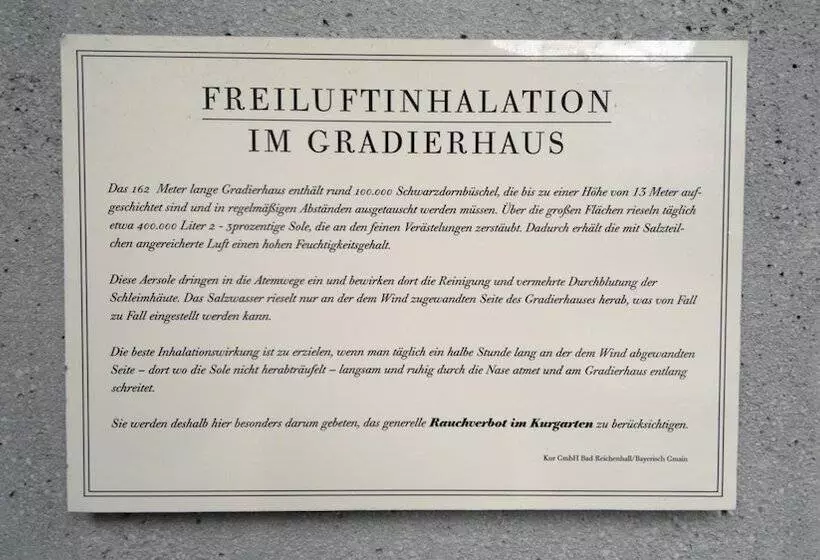 FREILUFTINHALATION
IM GRADIERHAUS
Das 162 Meter lange Gradierhaus enthält rund 100.000 Schwarzdornbüschel, die bis zu einer Höhe von 13 Meter auf-
geschichtet sind und in regelmäßigen Abständen ausgetauscht werden müssen. Über die großen Flächen rieseln täglich
etwa 400.000 Liter 2 - 3prozentige Sole, die an den feinen Verästelungen zerstäubt. Dadurch erhält die mit Salzteil-
chen angereicherte Luft einen hohen Feuchtigkeitsgehalt.
Diese Aersole dringen in die Atemwege ein und bewirken dort die Reinigung und vermehrte Durchblutung der
Schleimhäute. Das Salzwasser rieselt nur an der dem Wind zugewandten Seite des Gradierhauses herab, was von Fall
zu Fall eingestellt werden kann.
Die beste Inhalationswirkung ist zu erzielen, wenn man täglich ein halbe Stunde lang an der dem Wind abgewandten
Seite – dort wo die Sole nicht herabträufelt – langsam und ruhig durch die Nase atmet und am Gradierhaus entlang
schreitet.
Sie werden deshalb hier besonders darum gebeten, das generelle Rauchverbot im Kurgarten zu berücksichtigen.
Kur GmbH Bad Reichenhall/Bayerisch Gmain